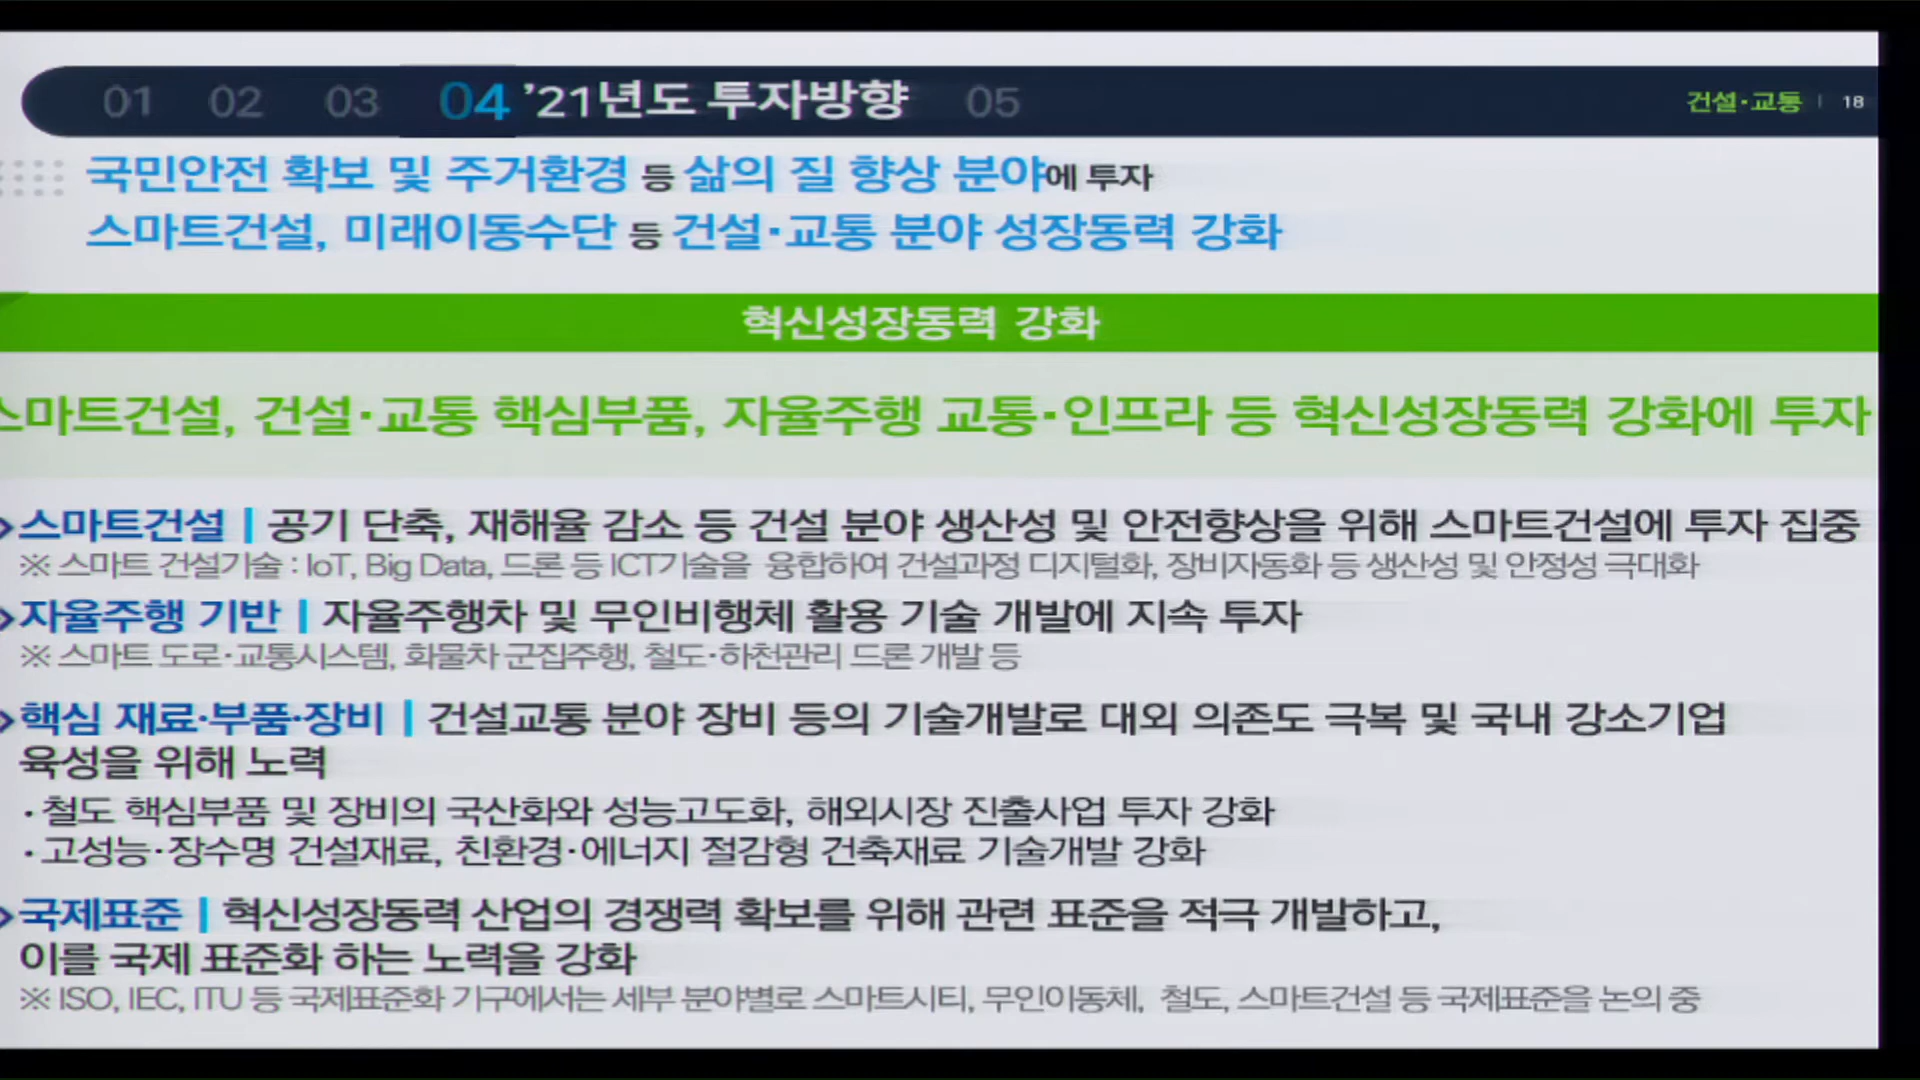 01 02 03 04 ’21년도 투자방향 05 건설·교통 | 18
국민안전 확보 및 주거환경 등 삶의 질 향상 분야에 투자
스마트건설, 미래이동수단 등 건설·교통 분야 성장동력 강화
혁신성장동력 강화
스마트건설, 건설·교통 핵심부품, 자율주행 교통·인프라 등 혁신성장동력 강화에 투자
스마트건설 | 공기 단축, 재해율 감소 등 건설 분야 생산성 및 안전향상을 위해 스마트건설에 투자 집중
※ 스마트 건설기술 : IoT, Big Data, 드론 등 ICT기술을 융합하여 건설과정 디지털화, 장비자동화 등 생산성 및 안정성 극대화
자율주행 기반 | 자율주행차 및 무인비행체 활용 기술 개발에 지속 투자
※ 스마트 도로·교통시스템, 화물차 군집주행, 철도·하천관리 드론 개발 등
핵심 재료·부품·장비 | 건설교통 분야 장비 등의 기술개발로 대외 의존도 극복 및 국내 강소기업
육성을 위해 노력
· 철도 핵심부품 및 장비의 국산화와 성능고도화, 해외시장 진출사업 투자 강화
· 고성능·장수명 건설재료, 친환경·에너지 절감형 건축재료 기술개발 강화
국제표준 | 혁신성장동력 산업의 경쟁력 확보를 위해 관련 표준을 적극 개발하고,
이를 국제 표준화 하는 노력을 강화
※ ISO, IEC, ITU 등 국제표준화 기구에서는 세부 분야별로 스마트시티, 무인이동체, 철도, 스마트건설 등 국제표준을 논의 중